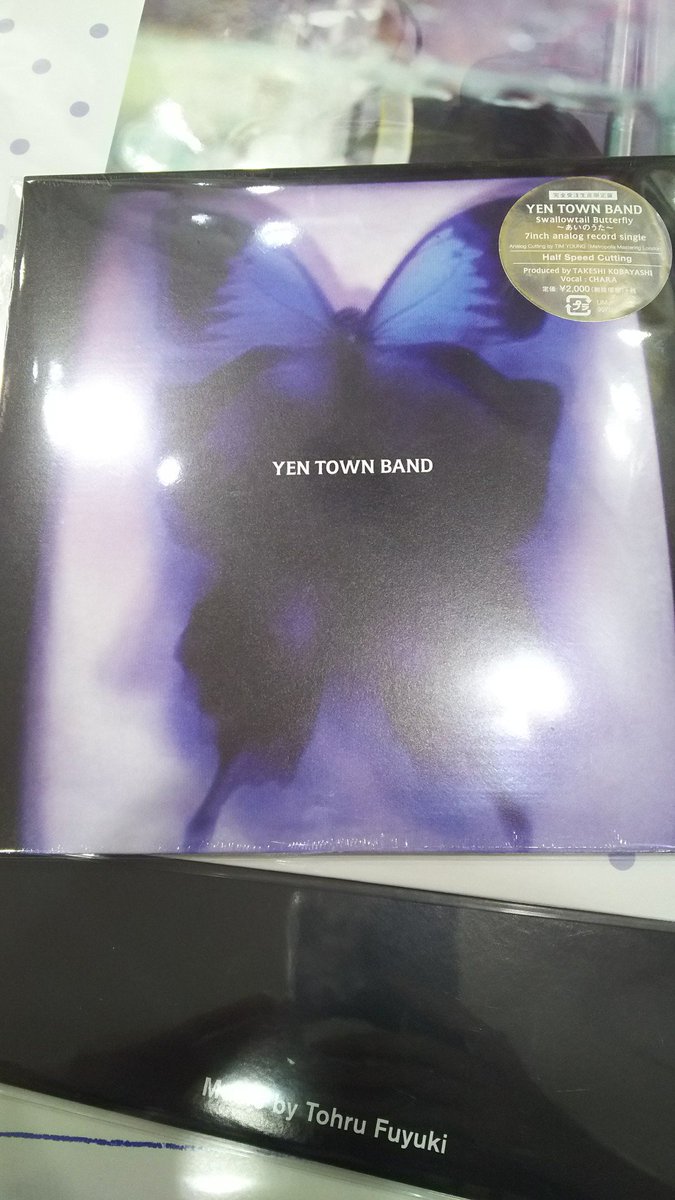 完全受注生産限定盤
YEN TOWN BAND
Swallowtail Butterfly
～あいのうた～
7inch analog record single
Analog Cutting by TIM YOUNG (Metropolis Mastering London)
Half Speed Cutting
Produced by TAKESHI KOBAYASHI
Vocal : CHARA
定価 ¥2,000
YEN TOWN BAND
by Tohru Fuyuki